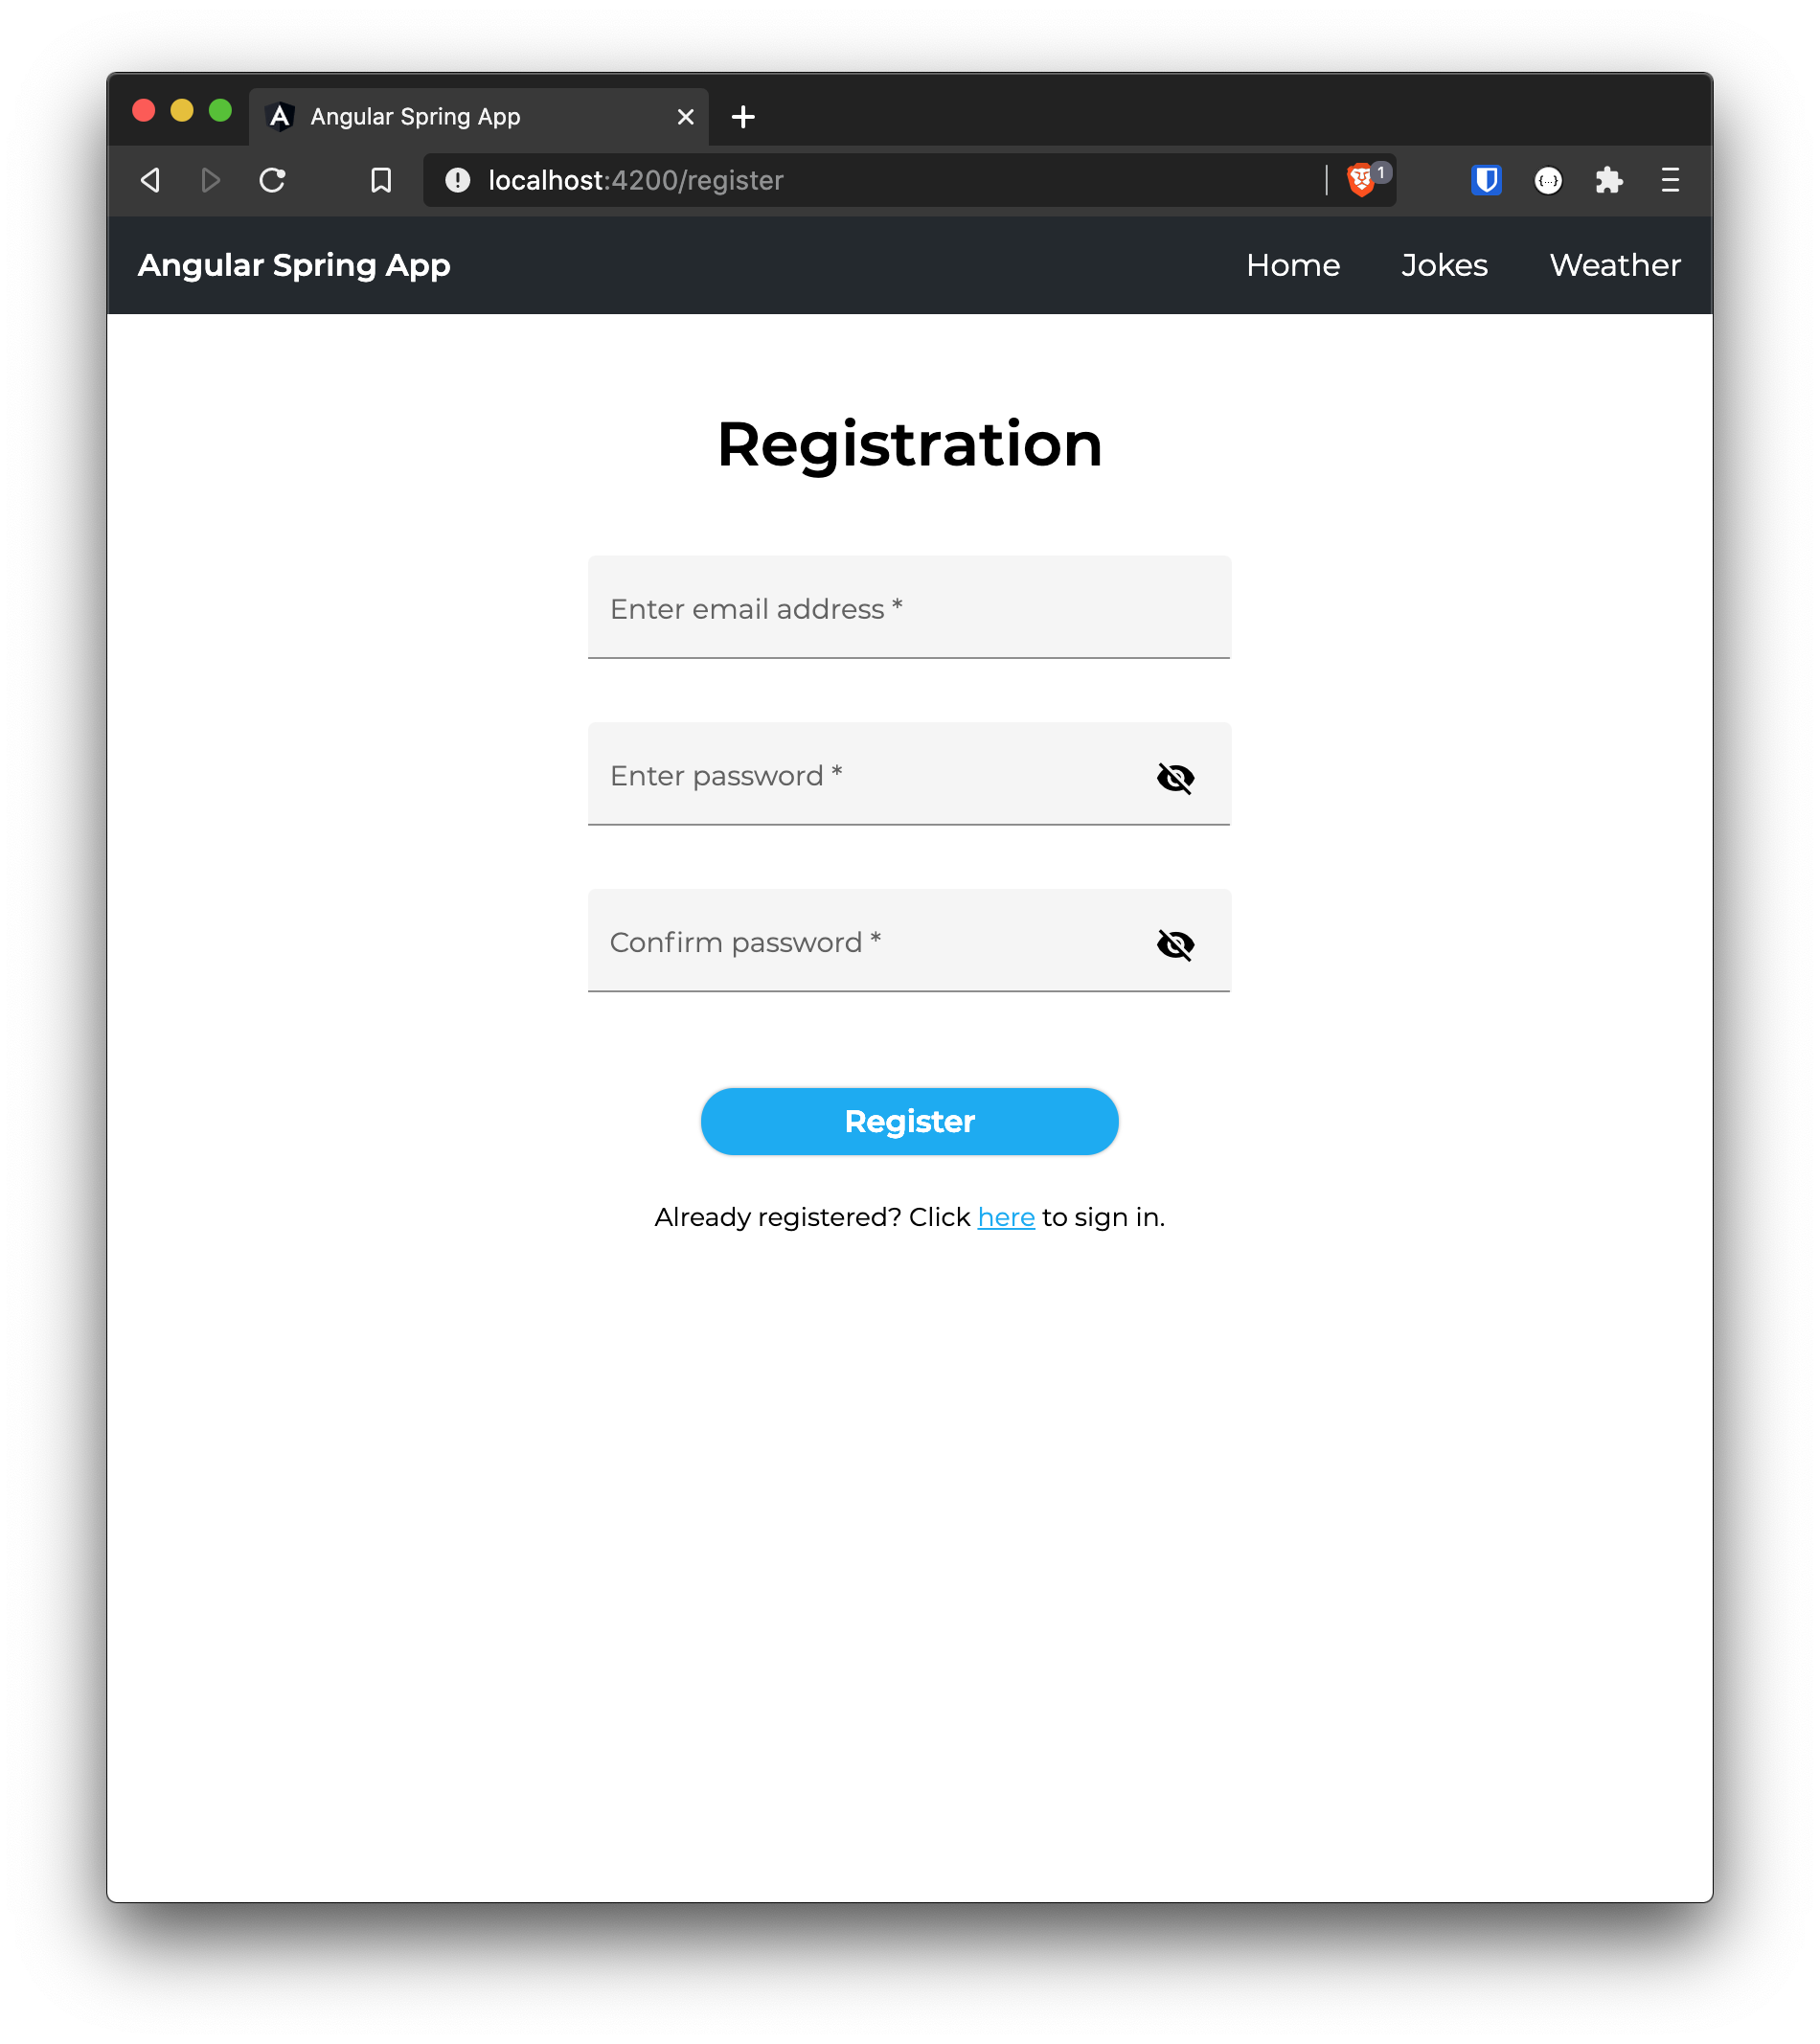 Angular Spring App
localhost:4200/register
1
{...}
Angular Spring App Home Jokes Weather
Registration
Enter email address *
Enter password *
Confirm password *
Register
Already registered? Click here to sign in.